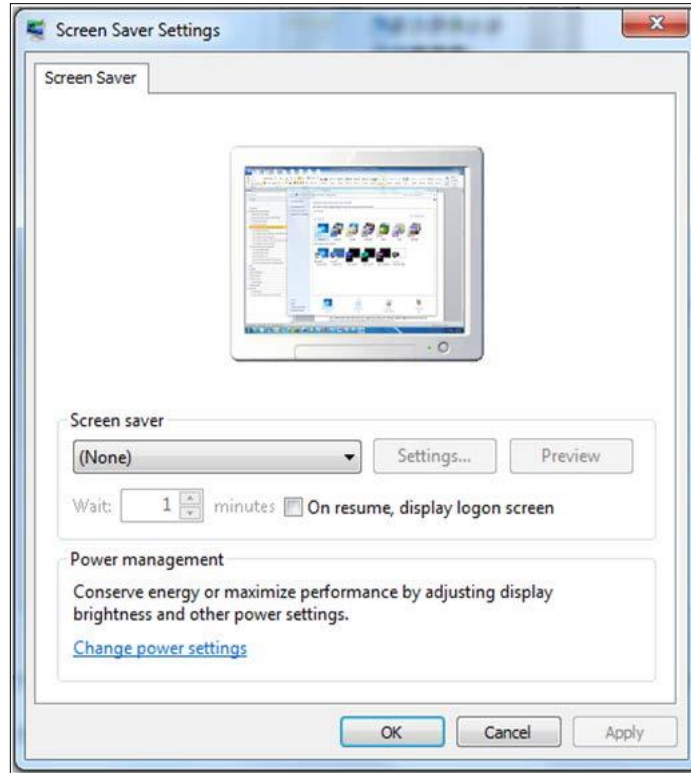 Screen Saver Settings
Screen Saver
Screen saver
(None) Settings... Preview
Wait: 1 minutes On resume, display logon screen
Power management
Conserve energy or maximize performance by adjusting display
brightness and other power settings.
Change power settings
OK Cancel Apply